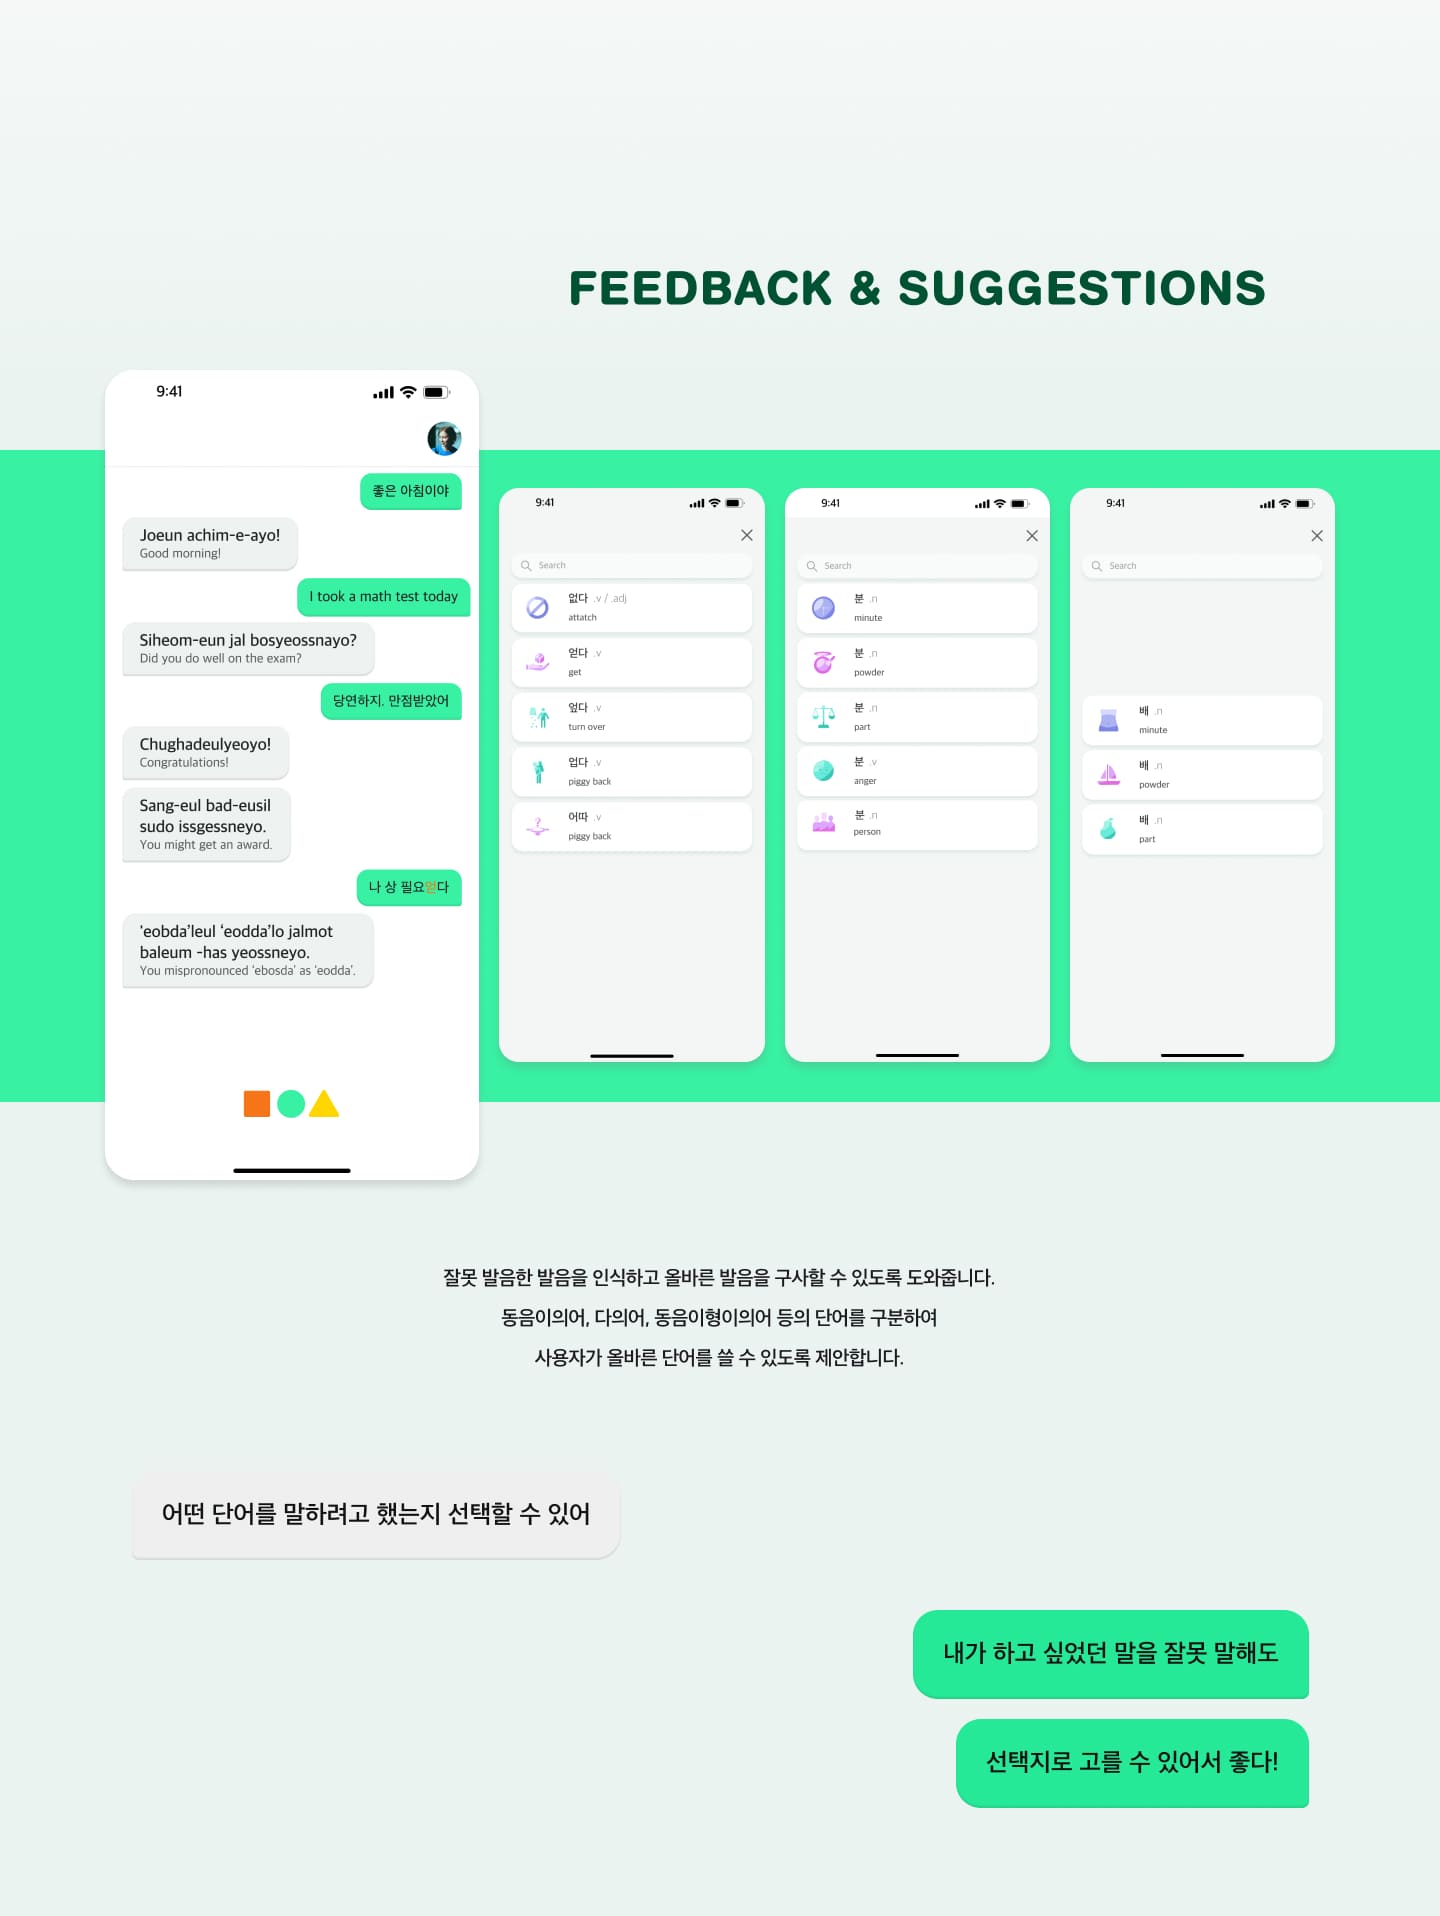 FEEDBACK & SUGGESTIONS
9:41
좋은 아침이야
Joeun achim-e-ayo!
Good morning!
I took a math test today
Siheom-eun jal bosyeossnayo?
Did you do well on the exam?
당연하지. 만점받았어
Chughadeulyeoyo!
Congratulations!
Sang-eul bad-eusil
sudo issgessneyo.
You might get an award.
나 상 필요얻다
'eobda'leul 'eodda'lo jalmot
baleum -has yeossneyo.
You mispronounced 'ebosda' as 'eodda'.
9:41
Search
없다 .v / .adj
attatch
얻다 .v
get
엎다 .v
turn over
업다 .v
piggy back
어따 .v
piggy back
9:41
Search
분 .n
minute
분 .n
powder
분 .n
part
분 .v
anger
분 .n
person
9:41
Search
배 .n
minute
배 .n
powder
배 .n
part
잘못 발음한 발음을 인식하고 올바른 발음을 구사할 수 있도록 도와줍니다.
동음이의어, 다의어, 동음이형이의어 등의 단어를 구분하여
사용자가 올바른 단어를 쓸 수 있도록 제안합니다.
어떤 단어를 말하려고 했는지 선택할 수 있어
내가 하고 싶었던 말을 잘못 말해도
선택지로 고를 수 있어서 좋다!